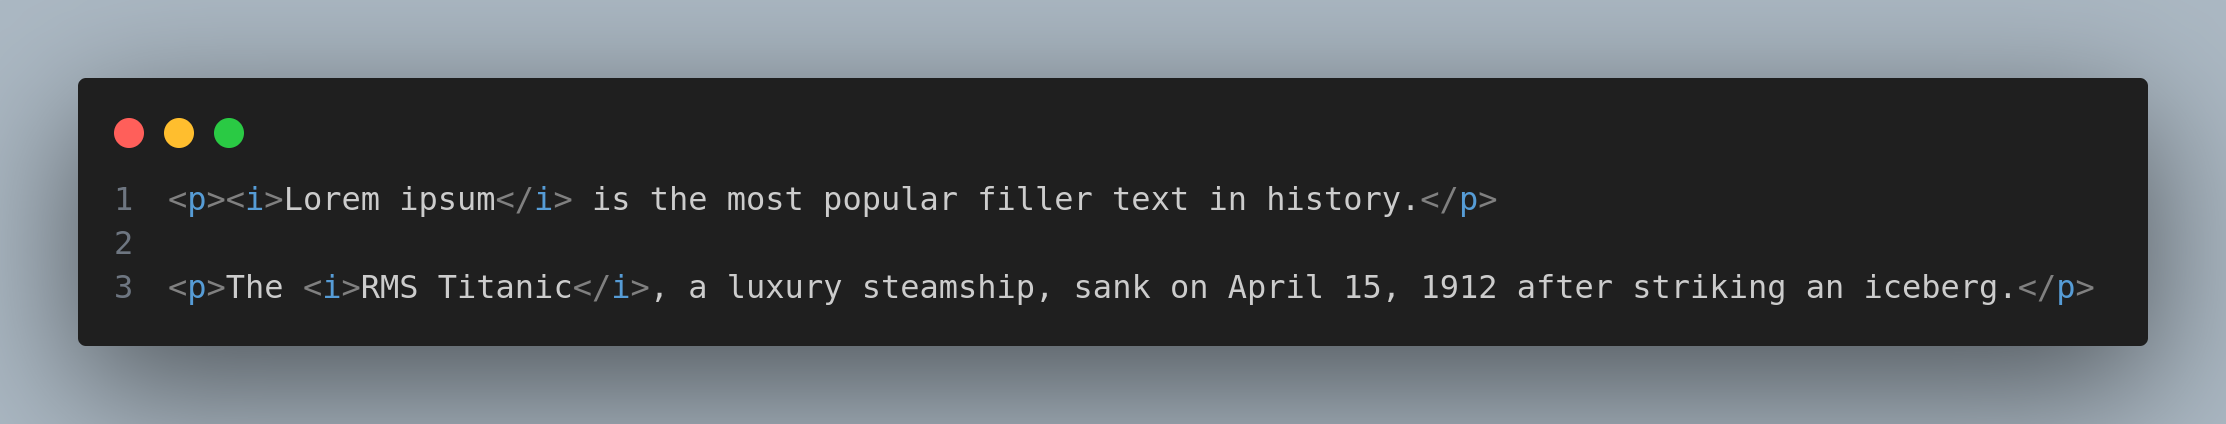 1 <p><i>Lorem ipsum</i> is the most popular filler text in history.</p>
2
3 <p>The <i>RMS Titanic</i>, a luxury steamship, sank on April 15, 1912 after striking an iceberg.</p>